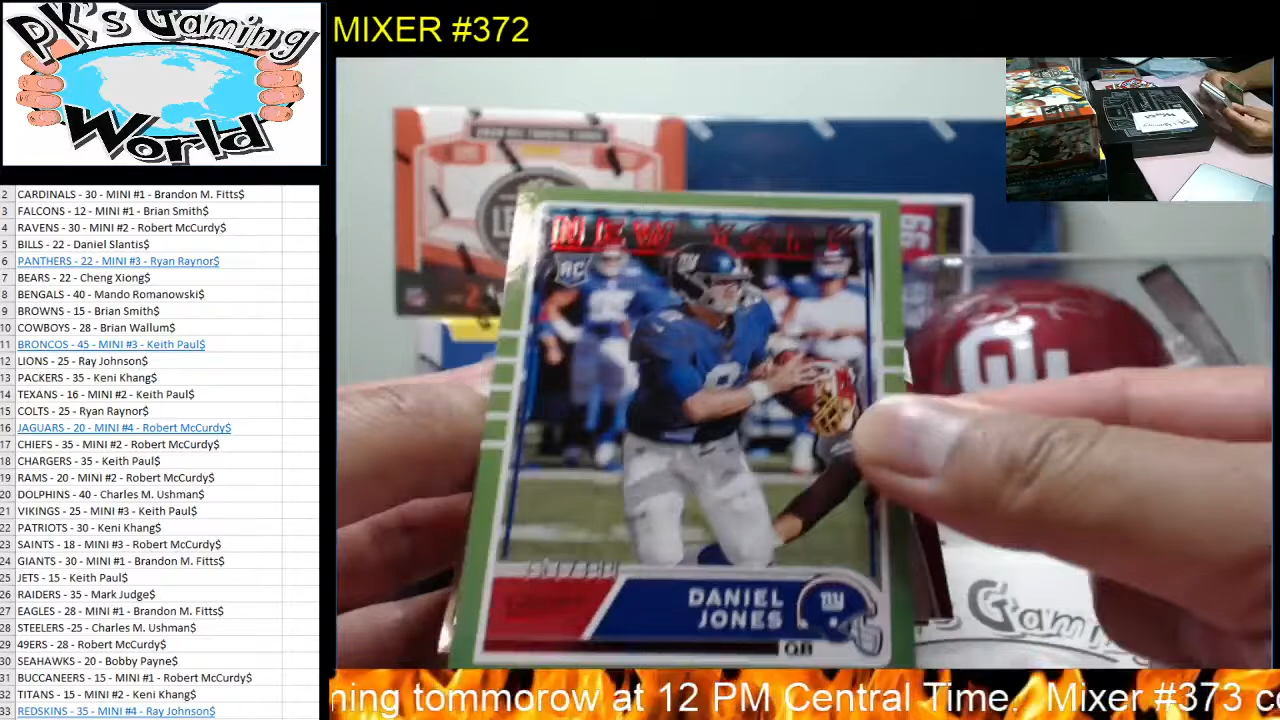 PK's Gaming
World
MIXER #372
2 CARDINALS - 30 - MINI #1 - Brandon M. Fitts$
3 FALCONS - 12 - MINI #1 - Brian Smith$
4 RAVENS - 30 - MINI #2 - Robert McCurdy$
5 BILLS - 22 - Daniel Slantis$
6 PANTHERS - 22 - MINI #3 - Ryan Raynor$
7 BEARS - 22 - Cheng Xiong$
8 BENGALS - 40 - Mando Romanowski$
9 BROWNS - 15 - Brian Smith$
10 COWBOYS - 28 - Brian Wallum$
11 BRONCOS - 45 - MINI #3 - Keith Paul$
12 LIONS - 25 - Ray Johnson$
13 PACKERS - 35 - Keni Khang$
14 TEXANS - 16 - MINI #2 - Keith Paul$
15 COLTS - 25 - Ryan Raynor$
16 JAGUARS - 20 - MINI #4 - Robert McCurdy$
17 CHIEFS - 35 - MINI #2 - Robert McCurdy$
18 CHARGERS - 35 - Keith Paul$
19 RAMS - 20 - MINI #2 - Robert McCurdy$
20 DOLPHINS - 40 - Charles M. Ushman$
21 VIKINGS - 25 - MINI #3 - Keith Paul$
22 PATRIOTS - 30 - Keni Khang$
23 SAINTS - 18 - MINI #3 - Robert McCurdy$
24 GIANTS - 30 - MINI #1 - Brandon M. Fitts$
25 JETS - 15 - Keith Paul$
26 RAIDERS - 35 - Mark Judge$
27 EAGLES - 28 - MINI #1 - Brandon M. Fitts$
28 STEELERS -25 - Charles M. Ushman$
29 49ERS - 28 - Robert McCurdy$
30 SEAHAWKS - 20 - Bobby Payne$
31 BUCCANEERS - 15 - MINI #1 - Robert McCurdy$
32 TITANS - 15 - MINI #2 - Keni Khang$
33 REDSKINS - 35 - MINI #4 - Ray Johnson$
NEW YORK
RC
ny
DANIEL
JONES
ny
QB
99
OU
Gaming
ning tommorow at 12 PM Central Time. Mixer #373 c